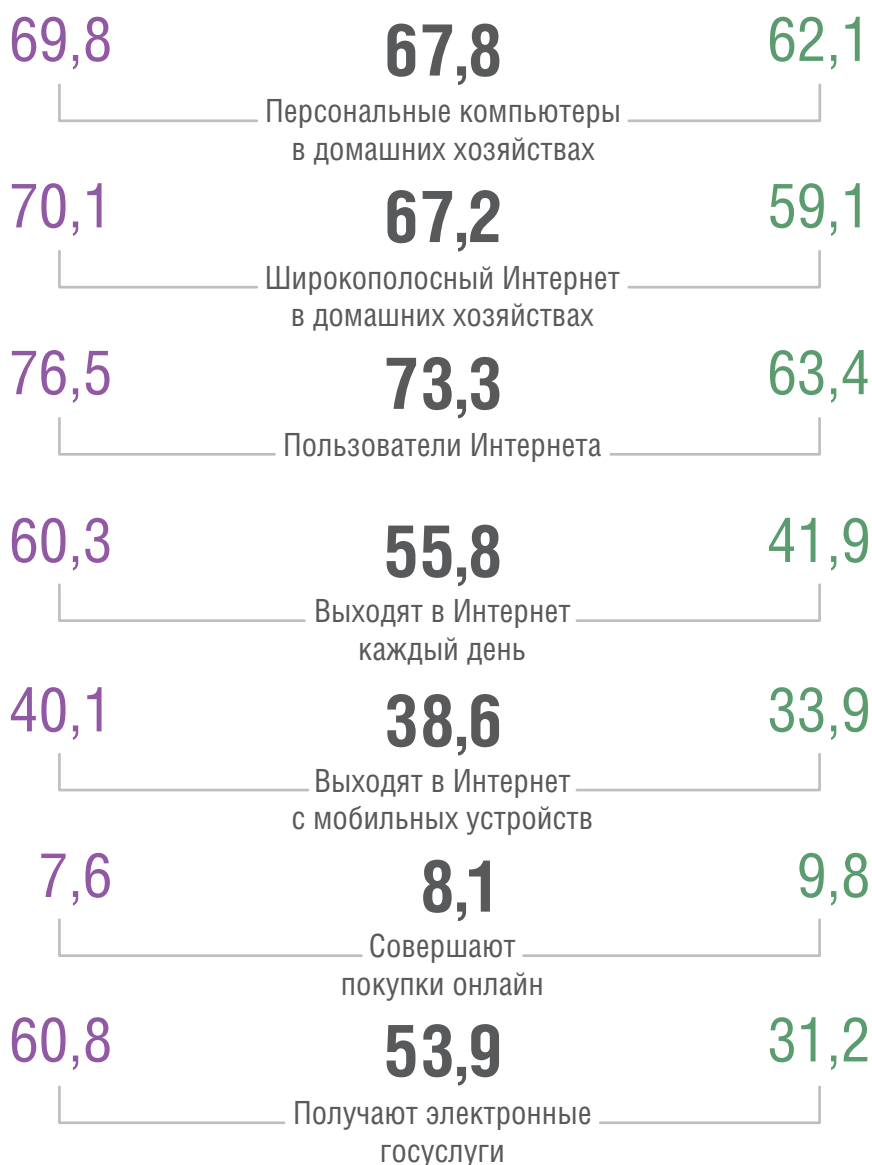 69,8 67,8 62,1
Персональные компьютеры
в домашних хозяйствах
70,1 67,2 59,1
Широкополосный Интернет
в домашних хозяйствах
76,5 73,3 63,4
Пользователи Интернета
60,3 55,8 41,9
Выходят в Интернет
каждый день
40,1 38,6 33,9
Выходят в Интернет
с мобильных устройств
7,6 8,1 9,8
Совершают
покупки онлайн
60,8 53,9 31,2
Получают электронные
госуслуги